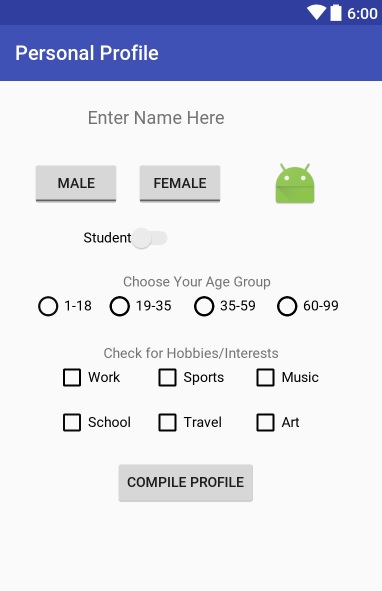 6:00
Personal Profile
Enter Name Here
MALE FEMALE
Student
Choose Your Age Group
1-18 19-35 35-59 60-99
Check for Hobbies/Interests
Work Sports Music
School Travel Art
COMPILE PROFILE